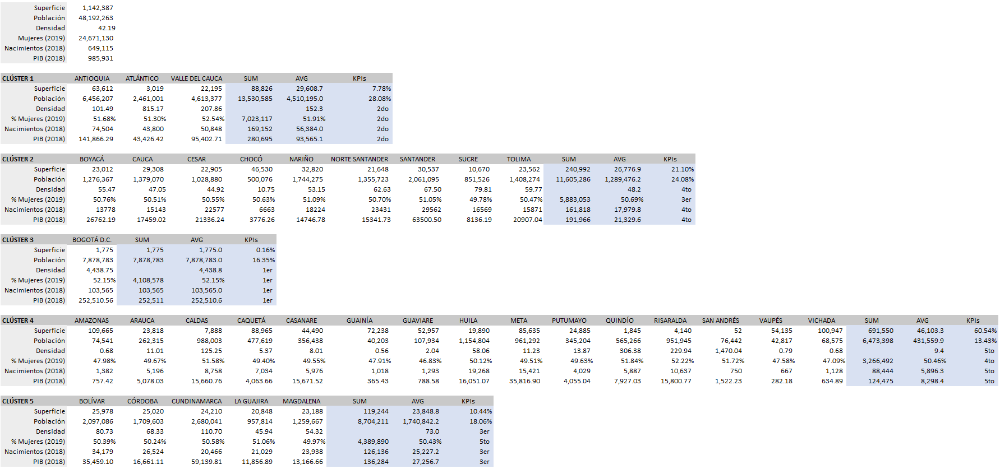 Superficie 1,142,387
Población 48,192,263
Densidad 42.19
Mujeres (2019) 24,671,130
Nacimientos (2018) 649,115
PIB (2018) 985,931
CLÚSTER 1 ANTIOQUIA ATLÁNTICO VALLE DEL CAUCA SUM AVG KPIs
Superficie 63,612 3,019 22,195 88,826 29,608.7 7.78%
Población 6,456,207 2,461,001 4,613,377 13,530,585 4,510,195.0 28.08%
Densidad 101.49 815.17 207.86 152.3 2do
% Mujeres (2019) 51.68% 51.30% 52.54% 7,023,117 51.91% 2do
Nacimientos (2018) 74,504 43,800 50,848 169,152 56,384.0 2do
PIB (2018) 141,866.29 43,426.42 95,402.71 280,695 93,565.1 2do
CLÚSTER 2 BOYACÁ CAUCA CESAR CHOCÓ NARIÑO NORTE SANTANDER SANTANDER SUCRE TOLIMA SUM AVG KPIs
Superficie 23,012 29,308 22,905 46,530 32,820 21,648 30,537 10,670 23,562 240,992 26,776.9 21.10%
Población 1,276,367 1,379,070 1,028,880 500,076 1,744,275 1,355,723 2,061,095 851,526 1,408,274 11,605,286 1,289,476.2 24.08%
Densidad 55.47 47.05 44.92 10.75 53.15 62.63 67.50 79.81 59.77 48.2 4to
% Mujeres (2019) 50.76% 50.51% 50.55% 50.63% 51.09% 50.70% 51.05% 49.78% 50.47% 5,883,053 50.69% 3er
Nacimientos (2018) 13778 15143 22577 6663 18224 23431 29562 16569 15871 161,818 17,979.8 4to
PIB (2018) 26762.19 17459.02 21336.24 3776.26 14746.78 15341.73 63500.50 8136.19 20907.04 191,966 21,329.6 4to
CLÚSTER 3 BOGOTÁ D.C. SUM AVG KPIs
Superficie 1,775 1,775 1,775.0 0.16%
Población 7,878,783 7,878,783 7,878,783.0 16.35%
Densidad 4,438.75 4,438.8 1er
% Mujeres (2019) 52.15% 4,108,578 52.15% 1er
Nacimientos (2018) 103,565 103,565 103,565.0 1er
PIB (2018) 252,510.56 252,511 252,510.6 1er
CLÚSTER 4 AMAZONAS ARAUCA CALDAS CAQUETÁ CASANARE GUAINÍA GUAVIARE HUILA META PUTUMAYO QUINDÍO RISARALDA SAN ANDRÉS VAUPÉS VICHADA SUM AVG KPIs
Superficie 109,665 23,818 7,888 88,965 44,490 72,238 52,957 19,890 85,635 24,885 1,845 4,140 52 54,135 100,947 691,550 46,103.3 60.54%
Población 74,541 262,315 988,003 477,619 356,438 40,203 107,934 1,154,804 961,292 345,204 565,266 951,945 76,442 42,817 68,575 6,473,398 431,559.9 13.43%
Densidad 0.68 11.01 125.25 5.37 8.01 0.56 2.04 58.06 11.23 13.87 306.38 229.94 1,470.04 0.79 0.68 9.4 5to
% Mujeres (2019) 47.98% 49.67% 51.58% 49.40% 49.55% 47.91% 46.83% 50.12% 49.51% 49.63% 51.84% 52.22% 51.72% 47.58% 47.09% 3,266,492 50.46% 4to
Nacimientos (2018) 1,382 5,196 8,758 7,034 5,976 1,018 1,293 19,268 15,421 4,029 5,887 10,637 750 667 1,128 88,444 5,896.3 5to
PIB (2018) 757.42 5,078.03 15,660.76 4,063.66 15,671.52 365.43 788.58 16,051.07 35,816.90 4,055.04 7,927.03 15,800.77 1,522.23 282.18 634.89 124,475 8,298.4 5to
CLÚSTER 5 BOLÍVAR CÓRDOBA CUNDINAMARCA LA GUAJIRA MAGDALENA SUM AVG KPIs
Superficie 25,978 25,020 24,210 20,848 23,188 119,244 23,848.8 10.44%
Población 2,097,086 1,709,603 2,680,041 957,814 1,259,667 8,704,211 1,740,842.2 18.06%
Densidad 80.73 68.33 110.70 45.94 54.32 73.0 3er
% Mujeres (2019) 50.39% 50.24% 50.58% 51.06% 49.97% 4,389,890 50.43% 5to
Nacimientos (2018) 34,179 26,524 20,466 21,029 23,938 126,136 25,227.2 3er
PIB (2018) 35,459.10 16,661.11 59,139.81 11,856.89 13,166.66 136,284 27,256.7 3er